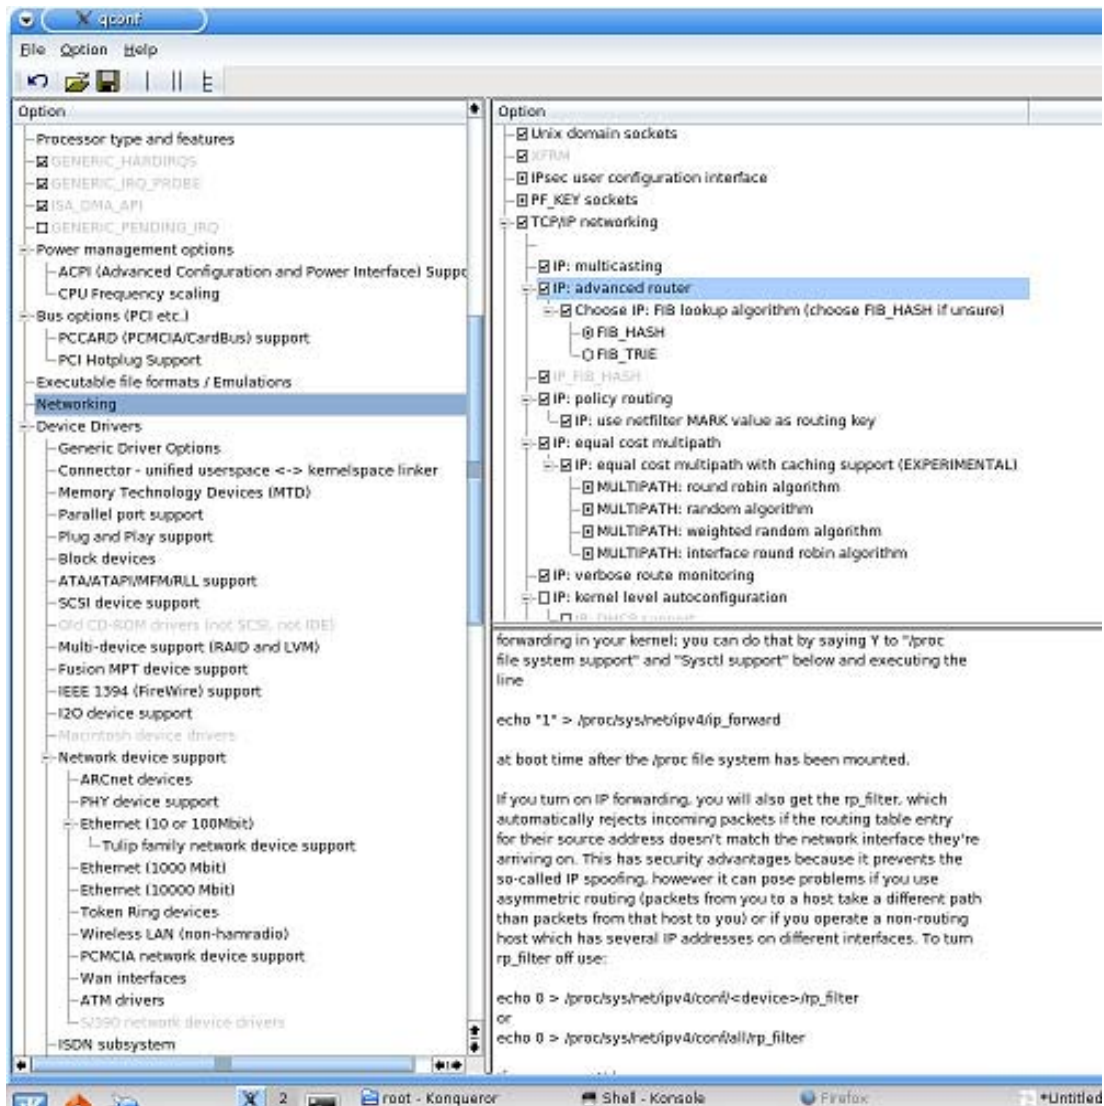 qconf
File Option Help
Option
Processor type and features
GENERIC_HARDIRQS
GENERIC_IRQ_PROBE
ISA_DMA_API
GENERIC_PENDING_IRQ
Power management options
ACPI (Advanced Configuration and Power Interface) Suppo
CPU Frequency scaling
Bus options (PCI etc.)
PCCARD (PCMCIA/CardBus) support
PCI Hotplug Support
Executable file formats / Emulations
Networking
Device Drivers
Generic Driver Options
Connector - unified userspace <-> kernelspace linker
Memory Technology Devices (MTD)
Parallel port support
Plug and Play support
Block devices
ATA/ATAPI/MFM/RLL support
SCSI device support
Old CD-ROM drivers (not SCSI, not IDE)
Multi-device support (RAID and LVM)
Fusion MPT device support
IEEE 1394 (FireWire) support
I2O device support
Macintosh device drivers
Network device support
ARCnet devices
PHY device support
Ethernet (10 or 100Mbit)
Tulip family network device support
Ethernet (1000 Mbit)
Ethernet (10000 Mbit)
Token Ring devices
Wireless LAN (non-hamradio)
PCMCIA network device support
Wan interfaces
ATM drivers
S/390 network device drivers
ISDN subsystem
Option
Unix domain sockets
XFRM
IPsec user configuration interface
PF_KEY sockets
TCP/IP networking
IP: multicasting
IP: advanced router
Choose IP: FIB lookup algorithm (choose FIB_HASH if unsure)
FIB_HASH
FIB_TRIE
IP_FIB_HASH
IP: policy routing
IP: use netfilter MARK value as routing key
IP: equal cost multipath
IP: equal cost multipath with caching support (EXPERIMENTAL)
MULTIPATH: round robin algorithm
MULTIPATH: random algorithm
MULTIPATH: weighted random algorithm
MULTIPATH: interface round robin algorithm
IP: verbose route monitoring
IP: kernel level autoconfiguration
IP: DHCP support
forwarding in your kernel; you can do that by saying Y to "/proc
file system support" and "Sysctl support" below and executing the
line
echo "1" > /proc/sys/net/ipv4/ip_forward
at boot time after the /proc file system has been mounted.
If you turn on IP forwarding, you will also get the rp_filter, which
automatically rejects incoming packets if the routing table entry
for their source address doesn't match the network interface they're
arriving on. This has security advantages because it prevents the
so-called IP spoofing, however it can pose problems if you use
asymmetric routing (packets from you to a host take a different path
than packets from that host to you) or if you operate a non-routing
host which has several IP addresses on different interfaces. To turn
rp_filter off use:
echo 0 > /proc/sys/net/ipv4/conf/<device>/rp_filter
or
echo 0 > /proc/sys/net/ipv4/conf/all/rp_filter
2 root - Konqueror Shell - Konsole Firefox *Untitled